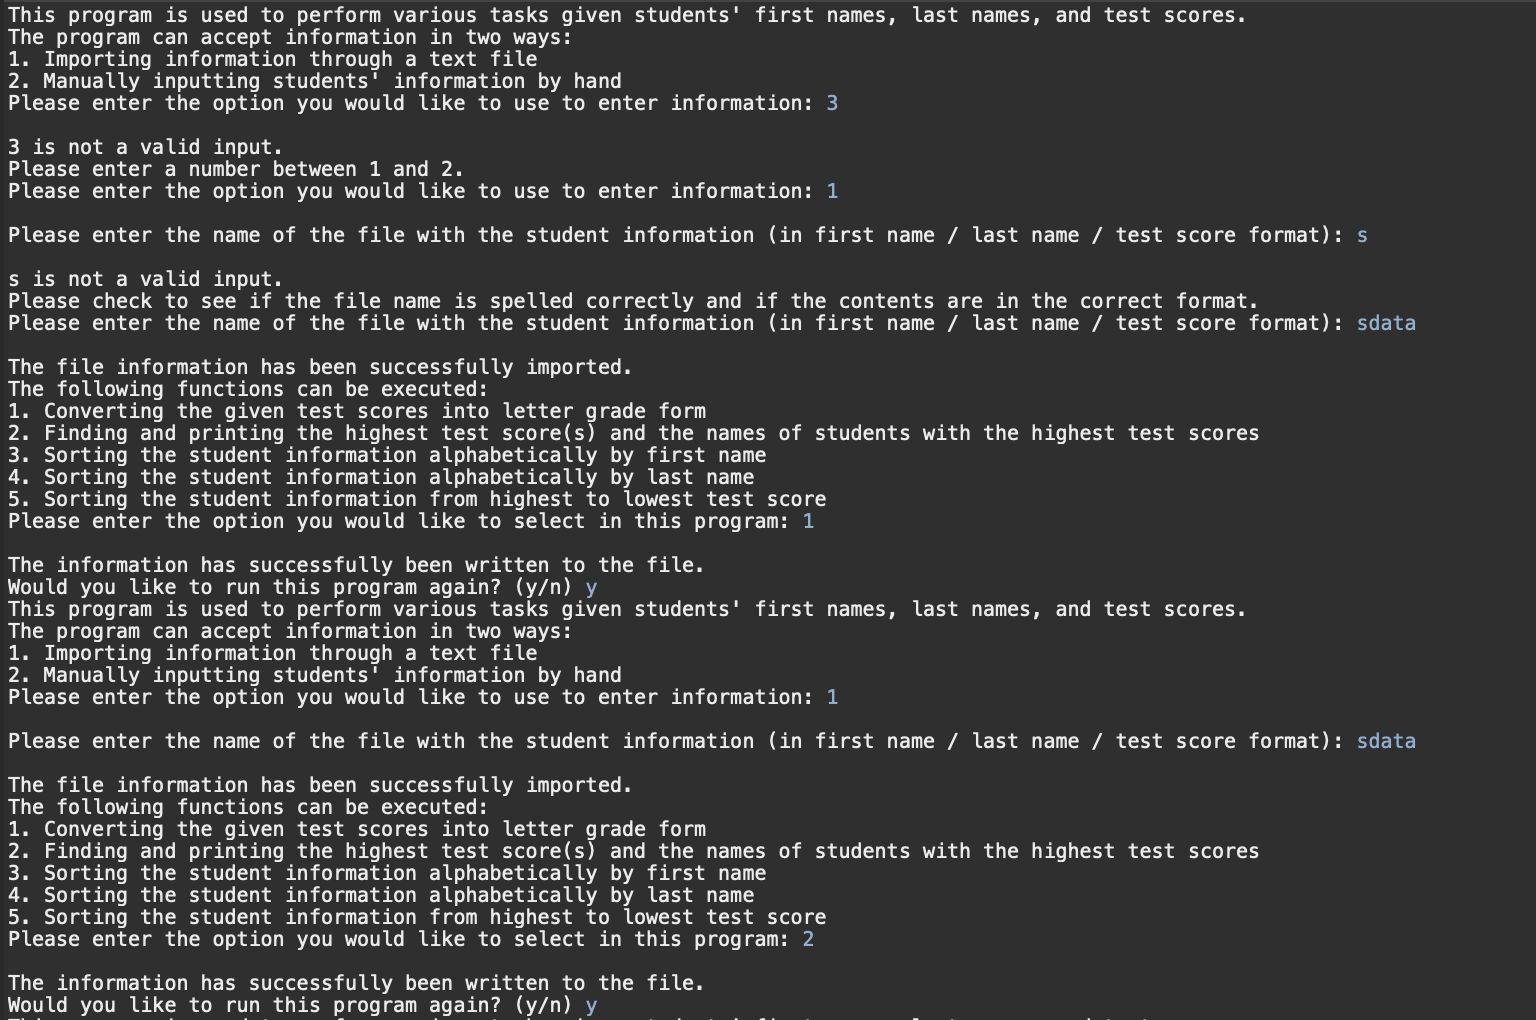 This program is used to perform various tasks given students' first names, last names, and test scores.
The program can accept information in two ways:
1. Importing information through a text file
2. Manually inputting students' information by hand
Please enter the option you would like to use to enter information: 3
3 is not a valid input.
Please enter a number between 1 and 2.
Please enter the option you would like to use to enter information: 1
Please enter the name of the file with the student information (in first name / last name / test score format): s
s is not a valid input.
Please check to see if the file name is spelled correctly and if the contents are in the correct format.
Please enter the name of the file with the student information (in first name / last name / test score format): sdata
The file information has been successfully imported.
The following functions can be executed:
1. Converting the given test scores into letter grade form
2. Finding and printing the highest test score(s) and the names of students with the highest test scores
3. Sorting the student information alphabetically by first name
4. Sorting the student information alphabetically by last name
5. Sorting the student information from highest to lowest test score
Please enter the option you would like to select in this program: 1
The information has successfully been written to the file.
Would you like to run this program again? (y/n) y
This program is used to perform various tasks given students' first names, last names, and test scores.
The program can accept information in two ways:
1. Importing information through a text file
2. Manually inputting students' information by hand
Please enter the option you would like to use to enter information: 1
Please enter the name of the file with the student information (in first name / last name / test score format): sdata
The file information has been successfully imported.
The following functions can be executed:
1. Converting the given test scores into letter grade form
2. Finding and printing the highest test score(s) and the names of students with the highest test scores
3. Sorting the student information alphabetically by first name
4. Sorting the student information alphabetically by last name
5. Sorting the student information from highest to lowest test score
Please enter the option you would like to select in this program: 2
The information has successfully been written to the file.
Would you like to run this program again? (y/n) y